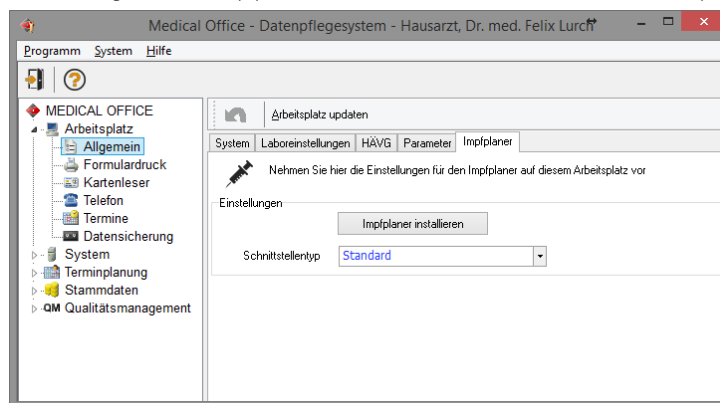 Medical Office - Datenpflegesystem - Hausarzt, Dr. med. Felix Lurch
Programm System Hilfe
MEDICAL OFFICE
Arbeitsplatz
Allgemein
Formulardruck
Kartenleser
Telefon
Termine
Datensicherung
System
Terminplanung
Stammdaten
QM Qualitätsmanagement
Arbeitsplatz updaten
System Laboreinstellungen HÄVG Parameter Impfplaner
Nehmen Sie hier die Einstellungen für den Impfplaner auf diesem Arbeitsplatz vor
Einstellungen
Impfplaner installieren
Schnittstellentyp Standard